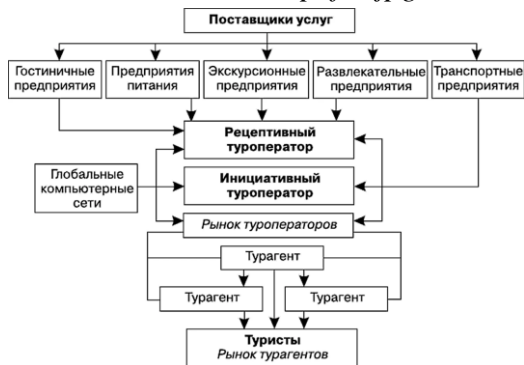 Поставщики услуг
Гостиничные
предприятия
Предприятия
питания
Экскурсионные
предприятия
Развлекательные
предприятия
Транспортные
предприятия
Рецептивный
туроператор
Глобальные
компьютерные
сети
Инициативный
туроператор
Рынок туроператоров
Турагент
Турагент
Турагент
Туристы
Рынок турагентов